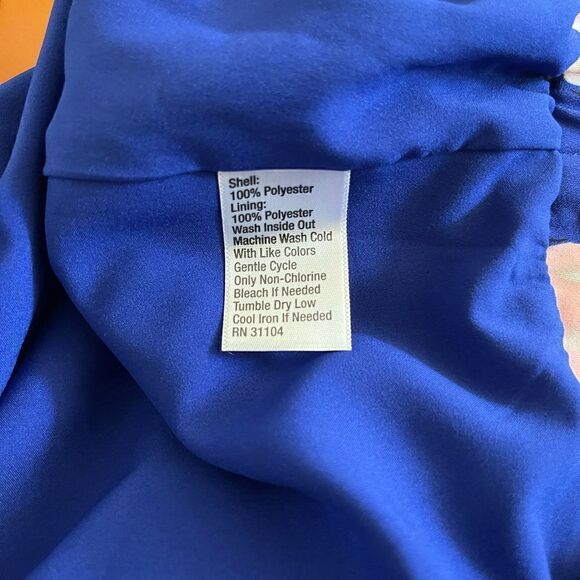 Shell:
100% Polyester
Lining:
100% Polyester
Wash Inside Out
Machine Wash Cold
With Like Colors
Gentle Cycle
Only Non-Chlorine
Bleach If Needed
Tumble Dry Low
Cool Iron If Needed
RN 31104